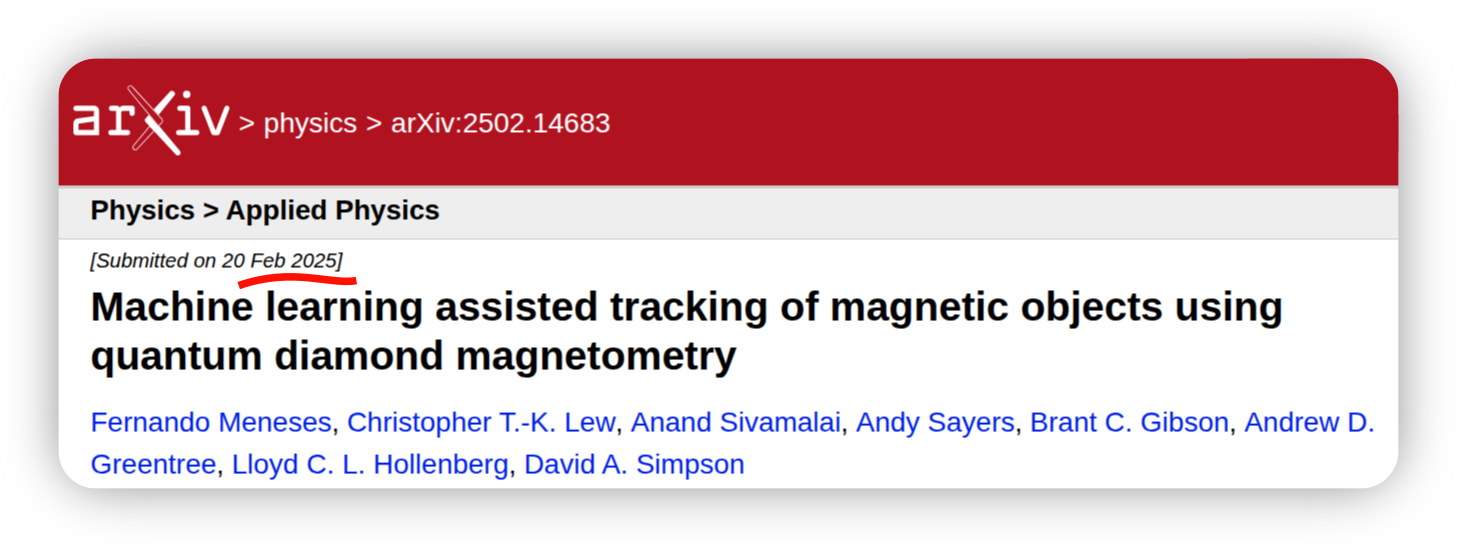 arXiv > physics > arXiv:2502.14683
Physics > Applied Physics
[Submitted on 20 Feb 2025]
Machine learning assisted tracking of magnetic objects using
quantum diamond magnetometry
Fernando Meneses, Christopher T.-K. Lew, Anand Sivamalai, Andy Sayers, Brant C. Gibson, Andrew D.
Greentree, Lloyd C. L. Hollenberg, David A. Simpson